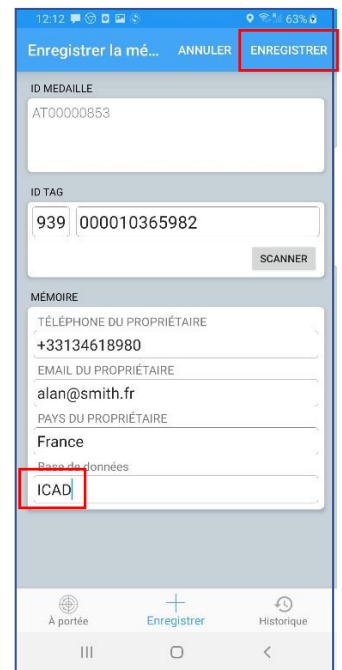 12:12 63%
Enregistrer la mé... ANNULER ENREGISTRER
ID MEDAILLE
AT00000853
ID TAG
939 000010365982
SCANNER
MÉMOIRE
TÉLÉPHONE DU PROPRIÉTAIRE
+33134618980
EMAIL DU PROPRIÉTAIRE
alan@smith.fr
PAYS DU PROPRIÉTAIRE
France
Base de données
ICAD
À portée Enregistrer Historique